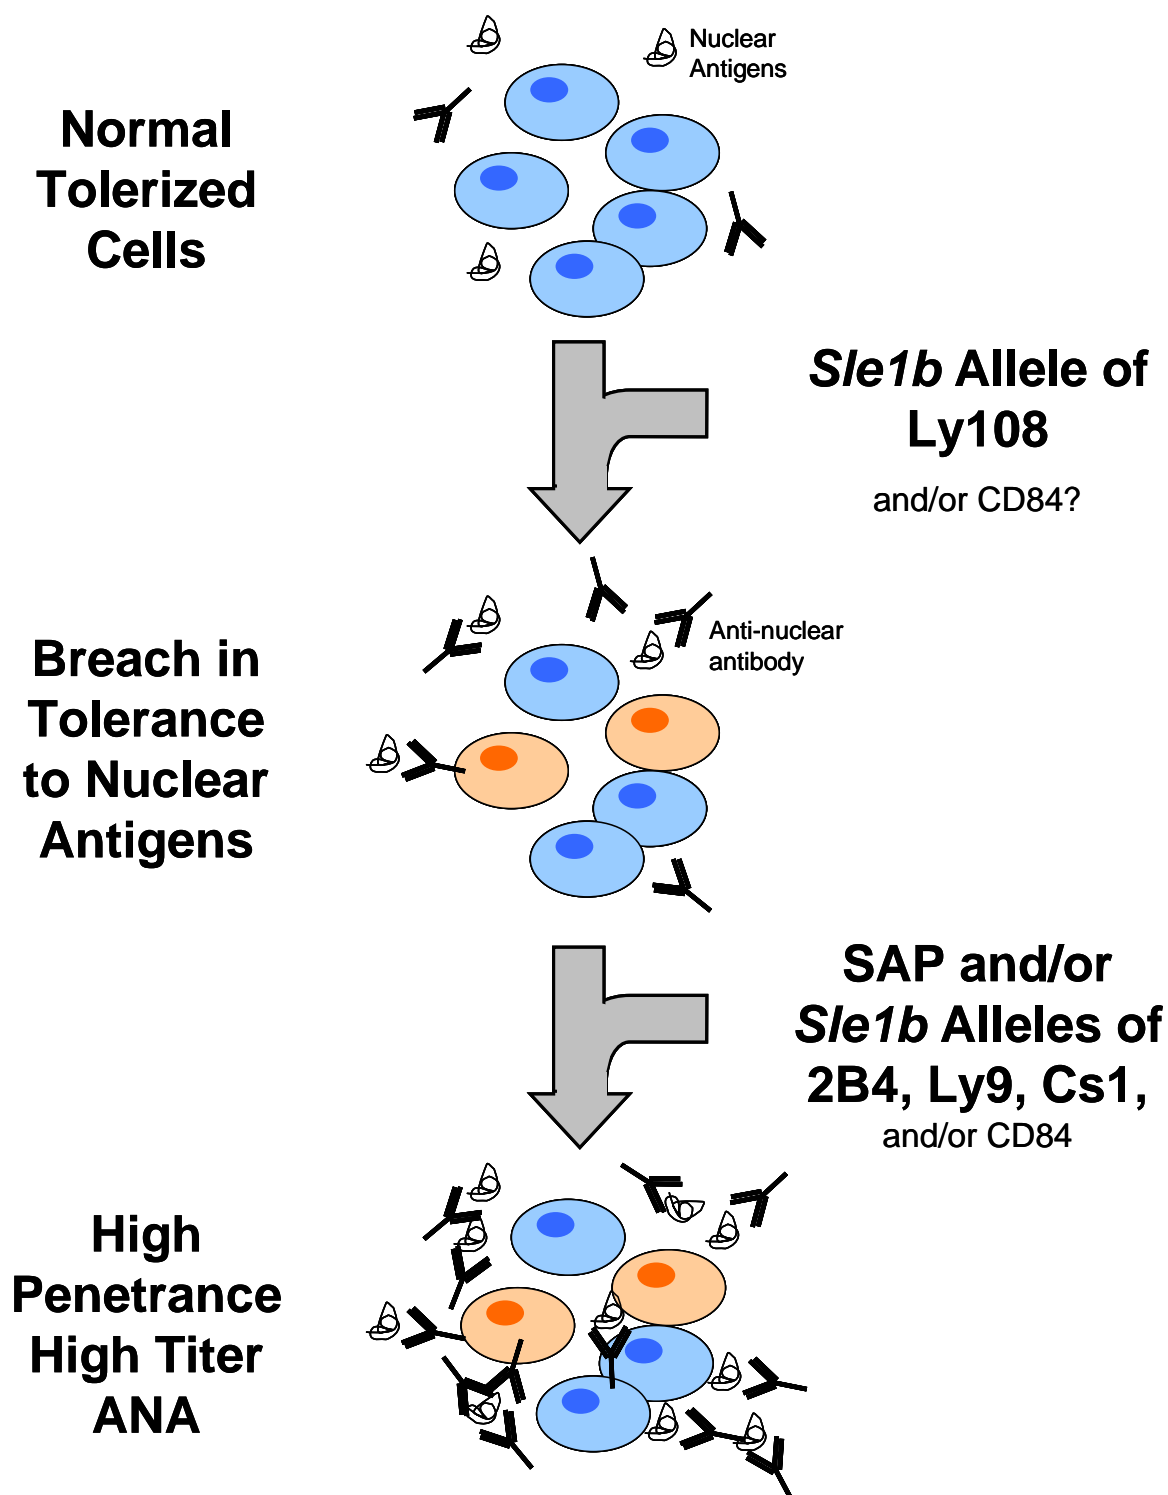 Nuclear
Antigens
Normal
Tolerized
Cells
Sle1b Allele of
Ly108
and/or CD84?
Anti-nuclear
antibody
Breach in
Tolerance
to Nuclear
Antigens
SAP and/or
Sle1b Alleles of
2B4, Ly9, Cs1,
and/or CD84
High
Penetrance
High Titer
ANA